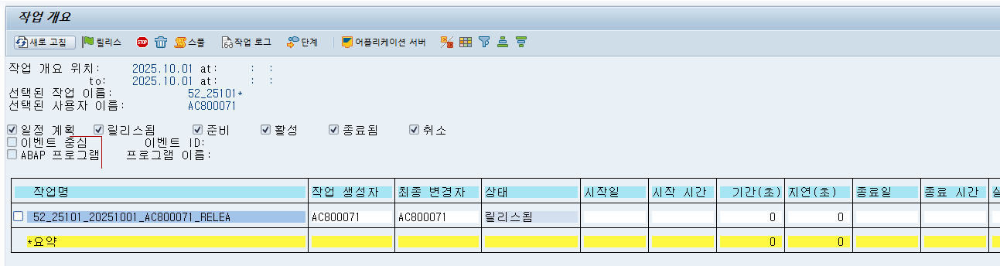 작업 개요
새로 고침 릴리스 STOP 스풀 작업 로그 단계 어플리케이션 서버
작업 개요 위치: 2025.10.01 at: : :
to: 2025.10.01 at: : :
선택된 작업 이름: 52_25101*
선택된 사용자 이름: AC800071
일정 계획 릴리스됨 준비 활성 종료됨 취소
이벤트 중심 이벤트 ID:
ABAP 프로그램 프로그램 이름:
작업명 작업 생성자 최종 변경자 상태 시작일 시작 시간 기간(초) 지연(초) 종료일 종료 시간
52_25101_20251001_AC800071_RELEA AC800071 AC800071 릴리스됨 0 0
*요약 0 0